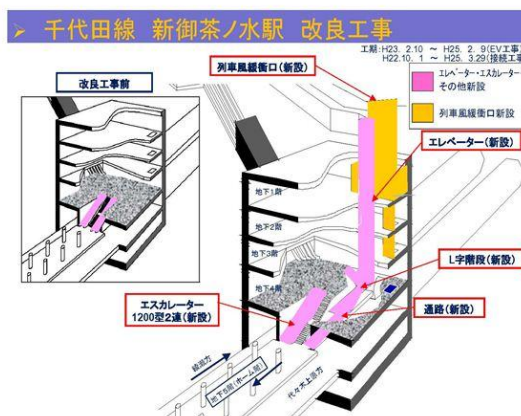 ➢ 千代田線 新御茶ノ水駅 改良工事
工期:H23. 2.10 ～ H25. 2. 9(EV工事)
H22.10. 1 ～ H25. 3.29(接続工事)
列車風緩衝口(新設)
改良工事前
エレベーター・エスカレーター
その他新設
列車風緩衝口新設
エレベーター(新設)
地下1階
地下2階
地下3階
地下4階
L字階段(新設)
エスカレーター
1200型2連(新設)
通路(新設)
綾瀬方
地下5階(ホーム階)
代々木上原方